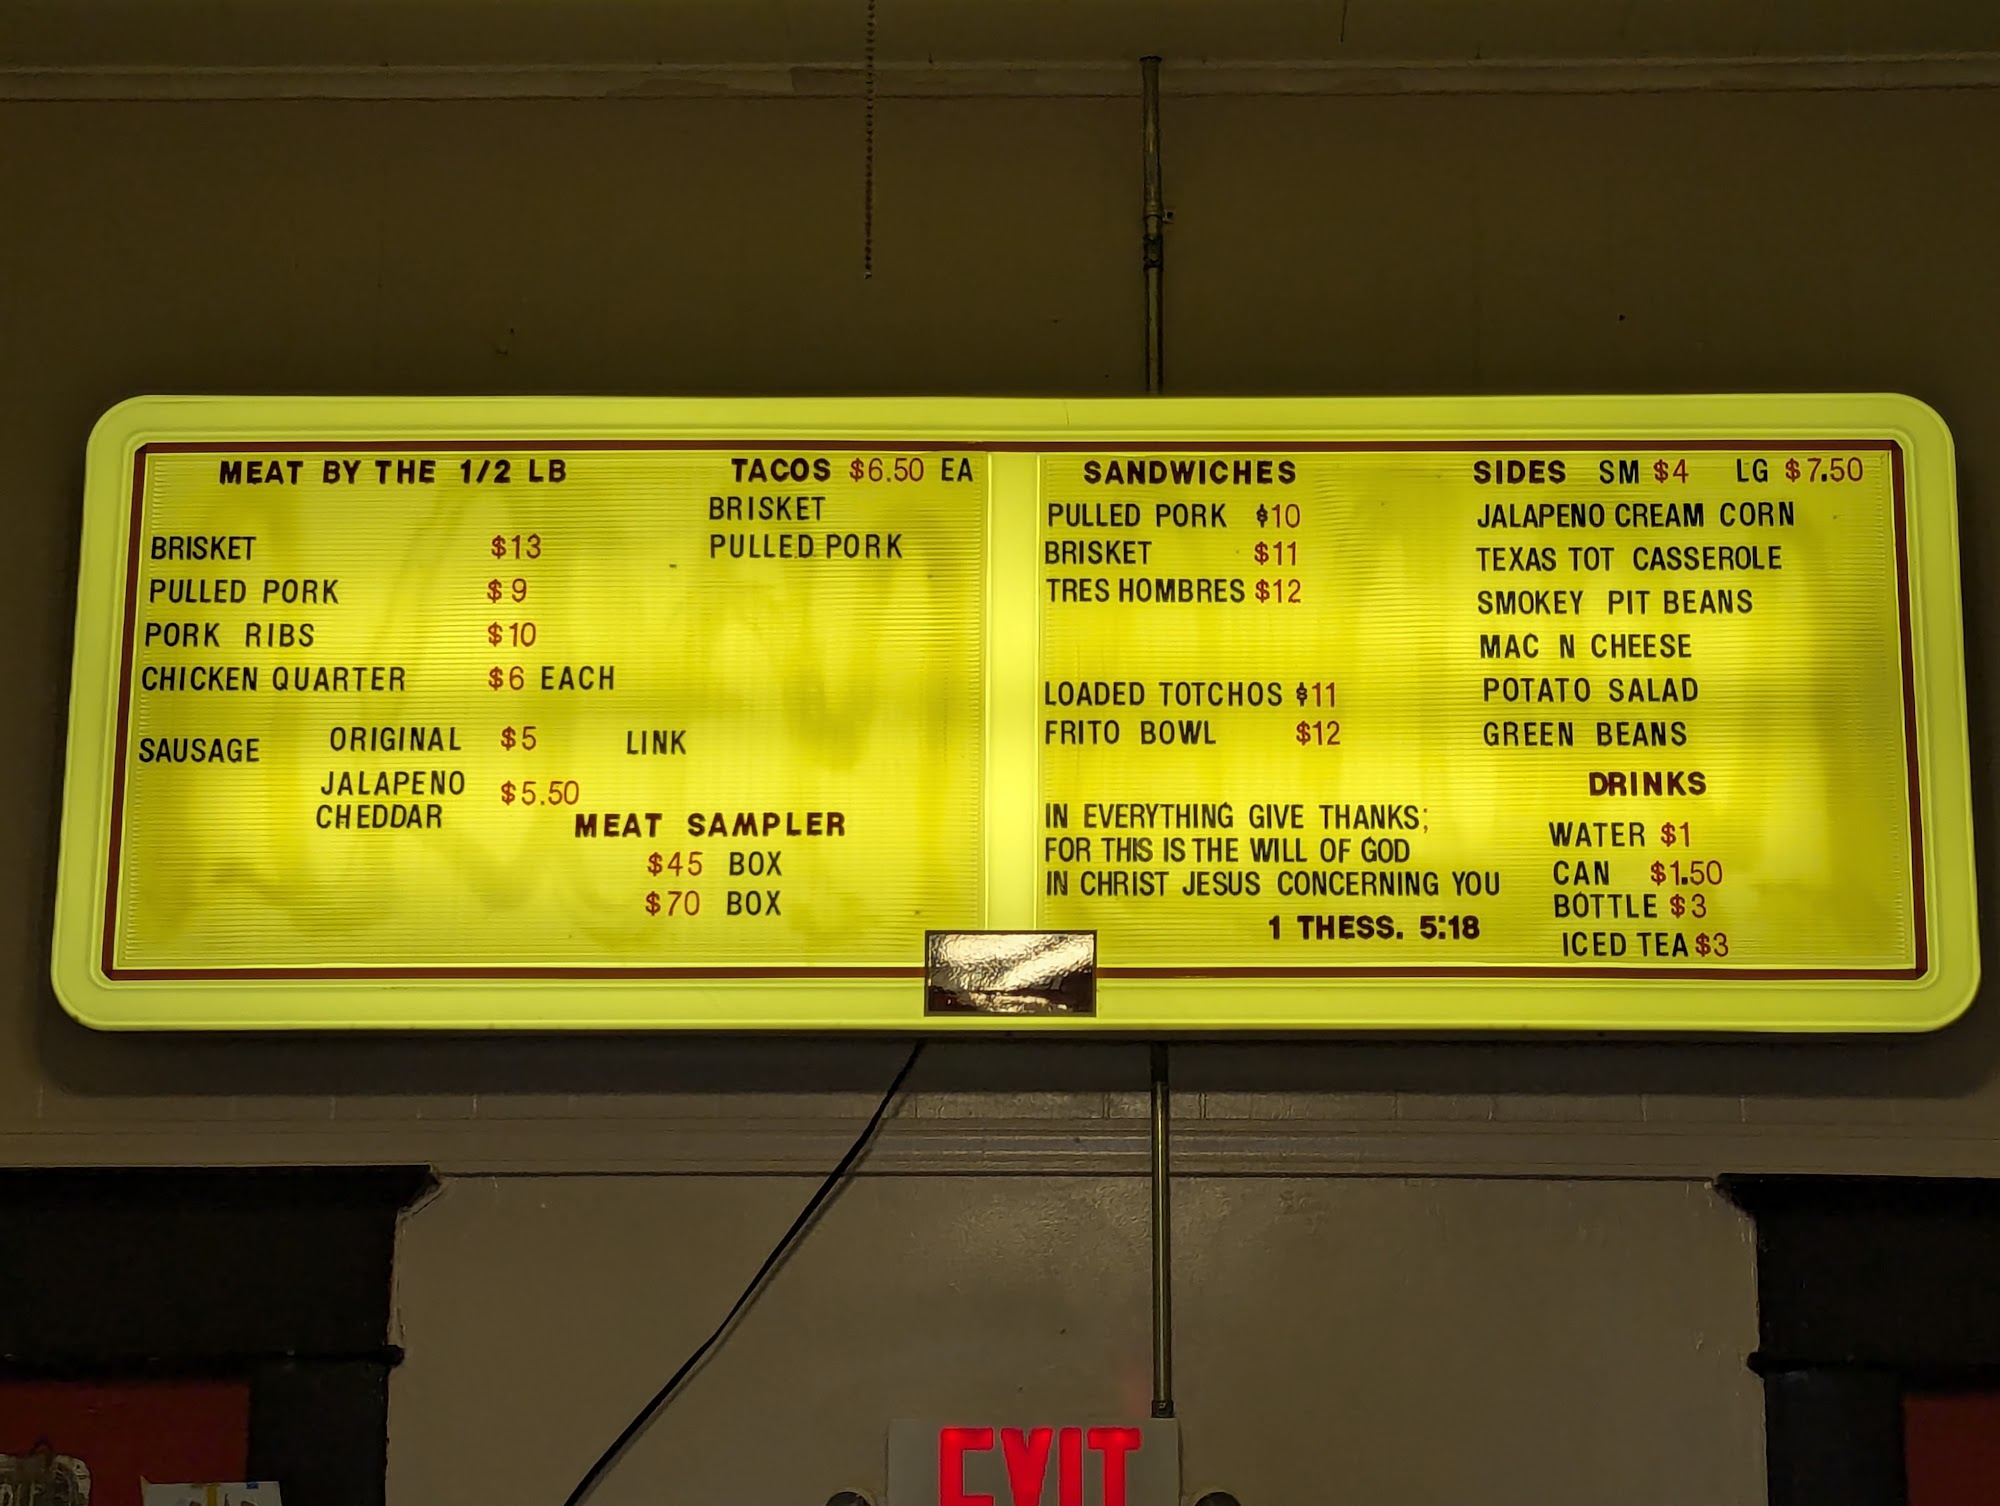 MEAT BY THE 1/2 LB
BRISKET $13
PULLED PORK $9
PORK RIBS $10
CHICKEN QUARTER $6 EACH
SAUSAGE ORIGINAL $5 LINK
JALAPENO
CHEDDAR $5.50
TACOS $6.50 EA
BRISKET
PULLED PORK
MEAT SAMPLER
$45 BOX
$70 BOX
SANDWICHES
PULLED PORK $10
BRISKET $11
TRES HOMBRES $12
LOADED TOTCHOS $11
FRITO BOWL $12
IN EVERYTHING GIVE THANKS;
FOR THIS IS THE WILL OF GOD
IN CHRIST JESUS CONCERNING YOU
1 THESS. 5:18
SIDES SM $4 LG $7.50
JALAPENO CREAM CORN
TEXAS TOT CASSEROLE
SMOKEY PIT BEANS
MAC N CHEESE
POTATO SALAD
GREEN BEANS
DRINKS
WATER $1
CAN $1.50
BOTTLE $3
ICED TEA $3
EXIT